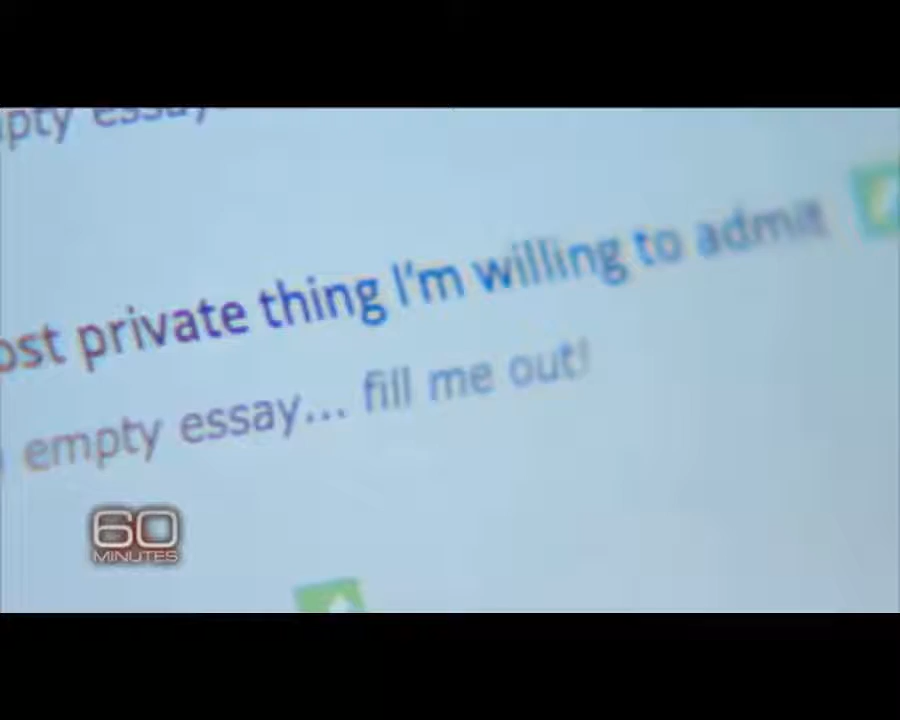 pty essay
ost private thing I'm willing to admit
empty essay... fill me out!
60
MINUTES